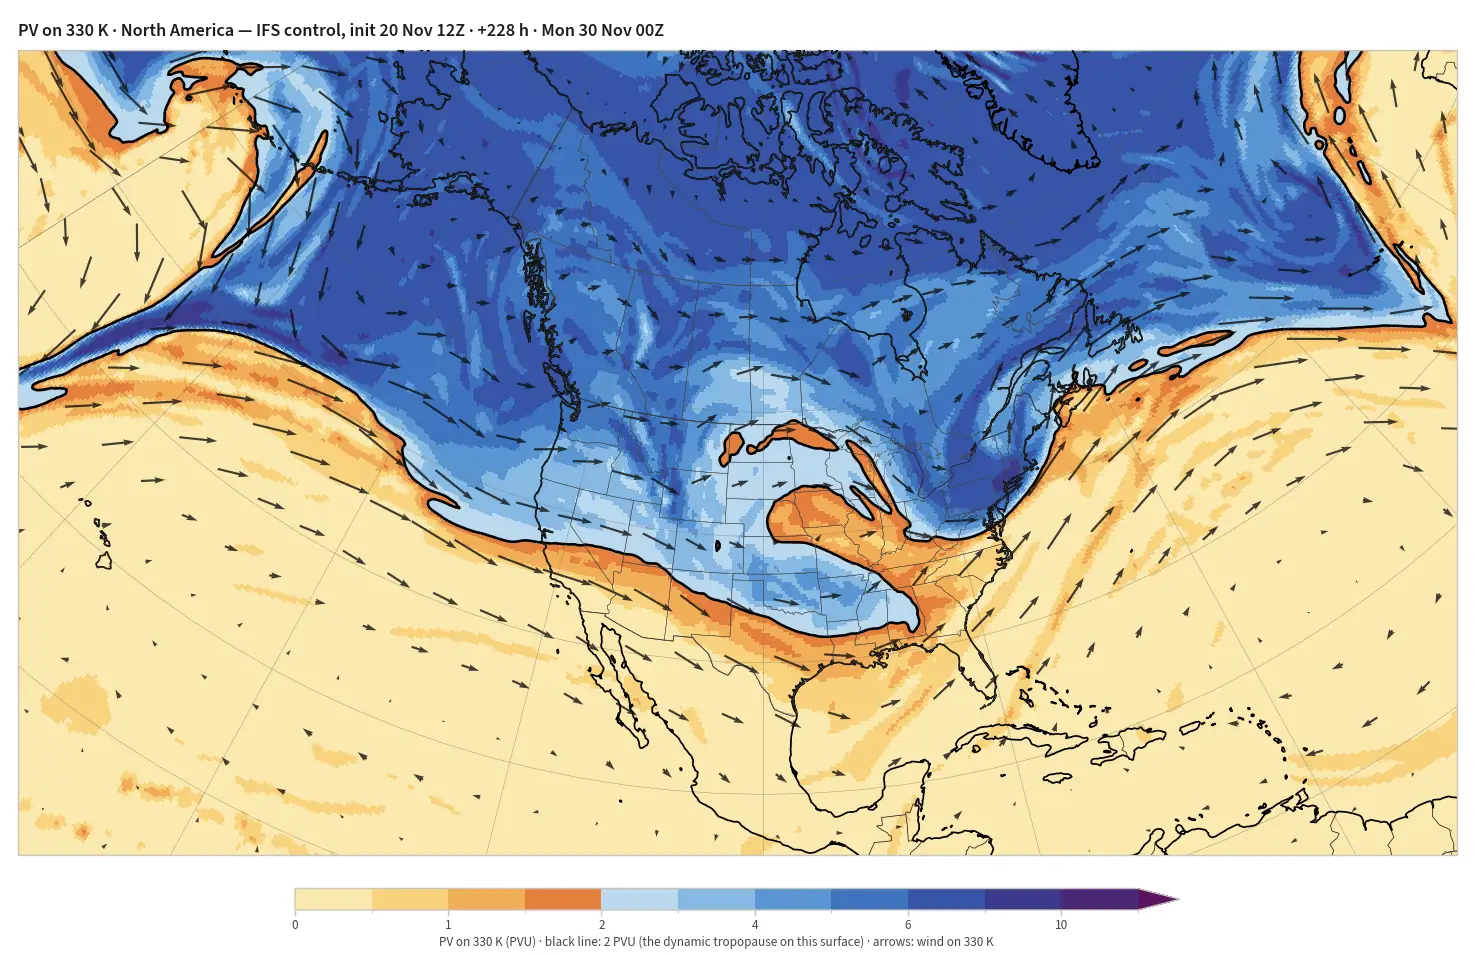 PV on 330 K · North America — IFS control, init 20 Nov 12Z · +228 h · Mon 30 Nov 00Z
0 1 2 4 6 10
PV on 330 K (PVU) · black line: 2 PVU (the dynamic tropopause on this surface) · arrows: wind on 330 K